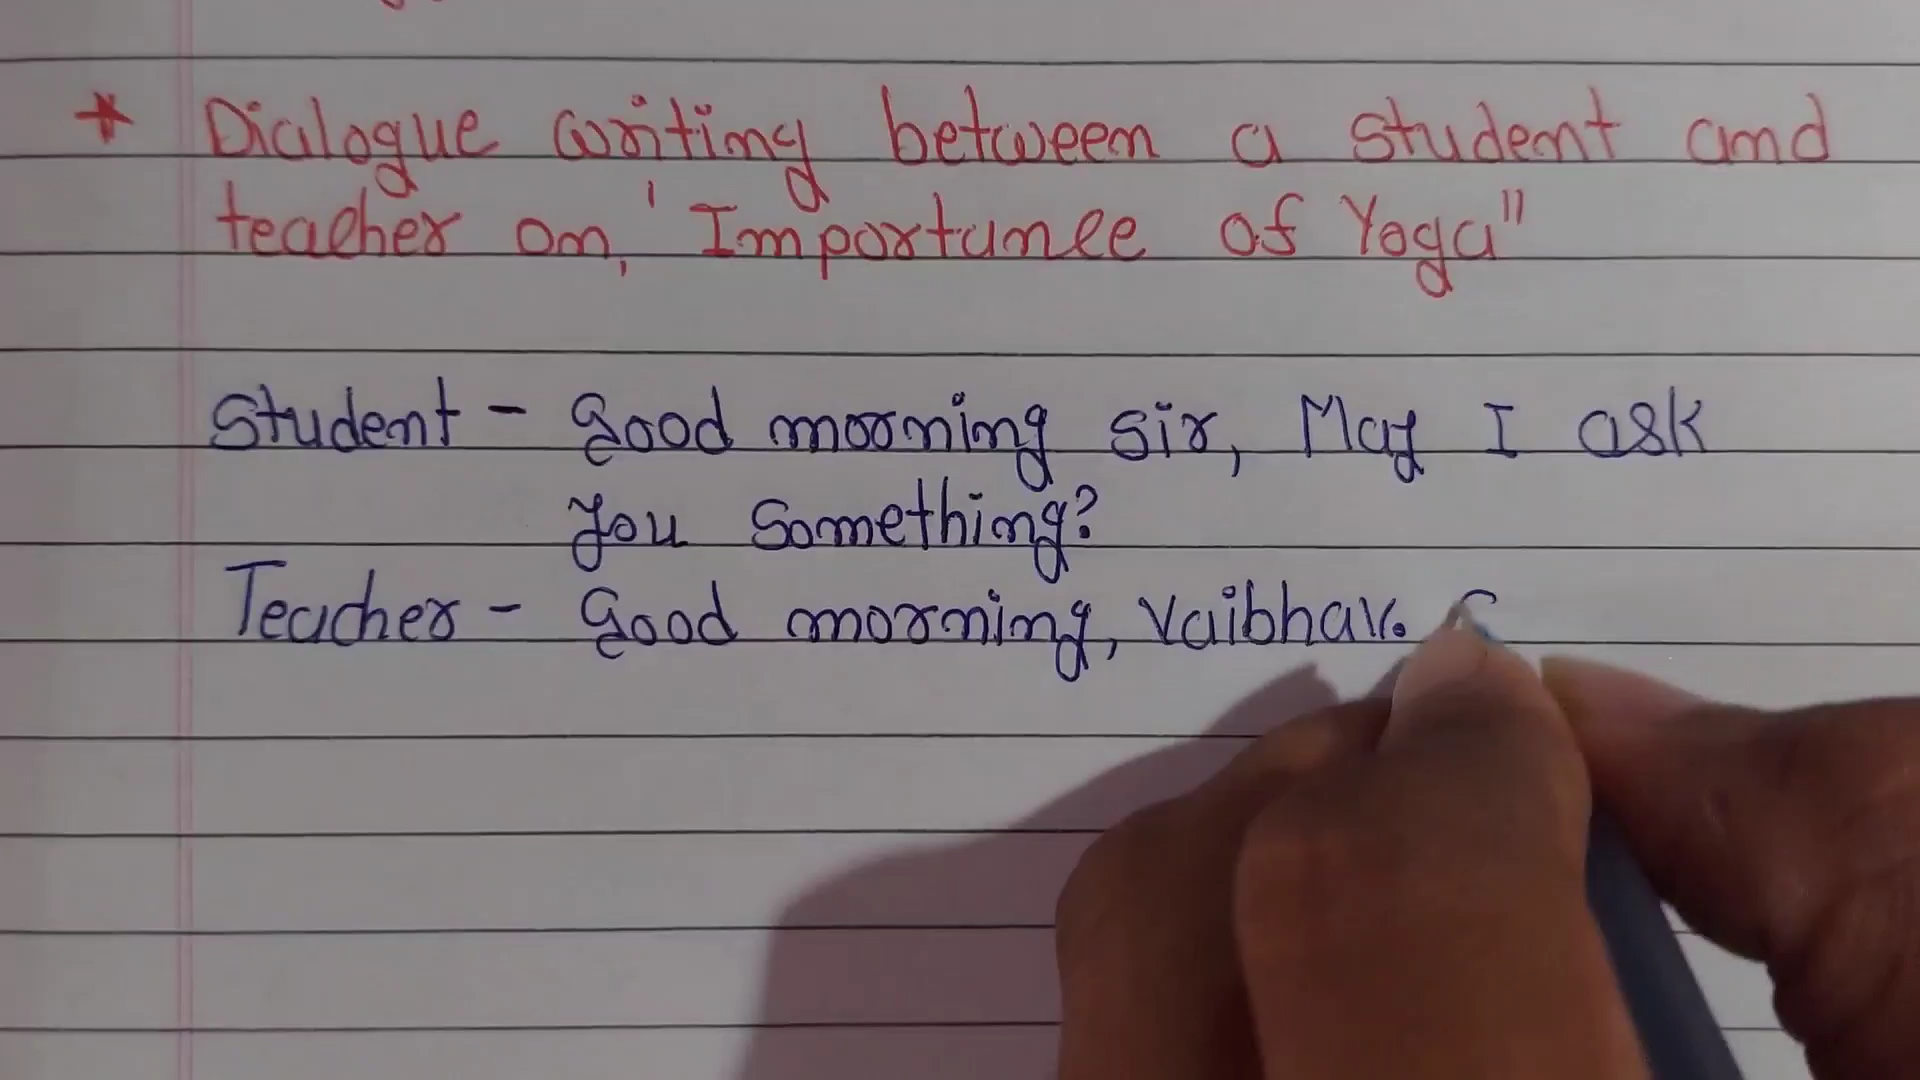 * Dialogue writing between a student and
teacher on, 'Importance of Yoga"
Student - Good morning sir, May I ask
you something?
Teacher - Good morning, Vaibhav.